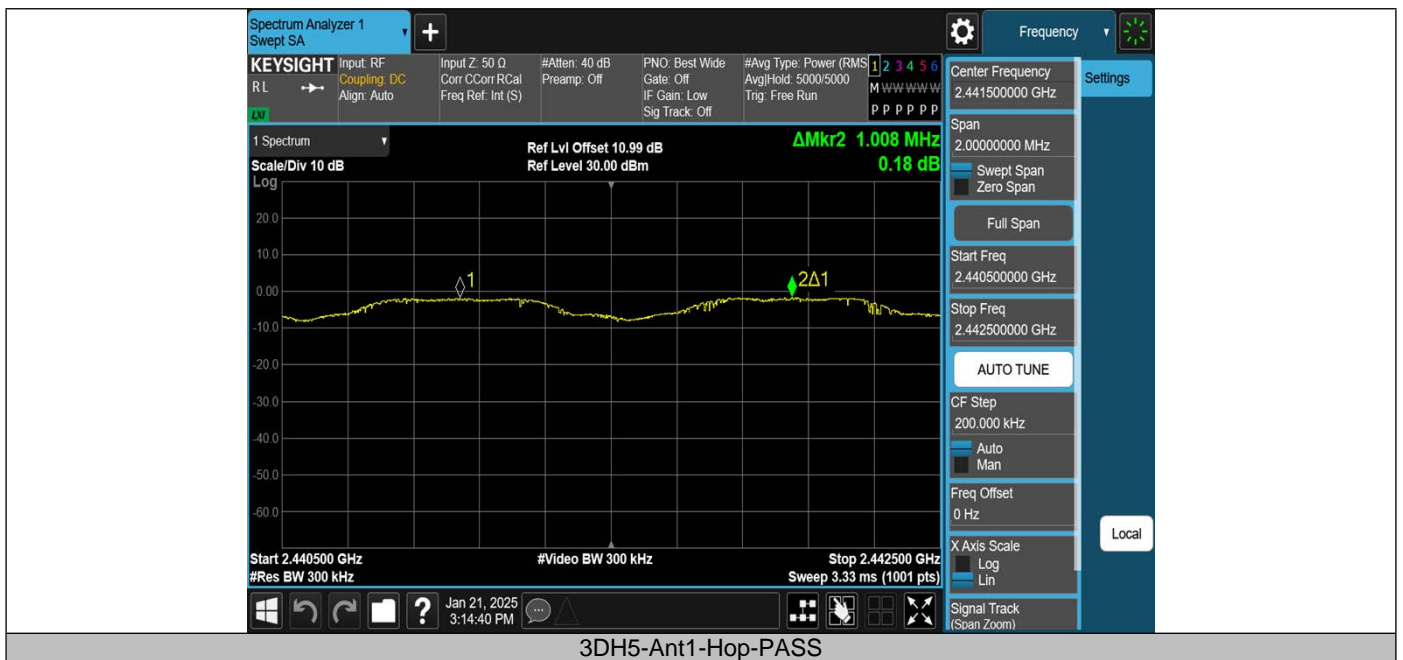 Spectrum Analyzer 1
Swept SA
+
Frequency
KEYSIGHT
RL
LXI
Input: RF
Coupling: DC
Align: Auto
Input Z: 50 Ω
Corr CCorr RCal
Freq Ref: Int (S)
#Atten: 40 dB
Preamp: Off
PNO: Best Wide
Gate: Off
IF Gain: Low
Sig Track: Off
#Avg Type: Power (RMS
Avg|Hold: 5000/5000
Trig: Free Run
1 2 3 4 5 6
M W W W W W
P P P P P P
1 Spectrum
Scale/Div 10 dB
Log
Ref Lvl Offset 10.99 dB
Ref Level 30.00 dBm
ΔMkr2 1.008 MHz
0.18 dB
20.0
10.0
0.00
-10.0
-20.0
-30.0
-40.0
-50.0
-60.0
1
2Δ1
Start 2.440500 GHz
#Res BW 300 kHz
#Video BW 300 kHz
Stop 2.442500 GHz
Sweep 3.33 ms (1001 pts)
?
Jan 21, 2025
3:14:40 PM
Center Frequency
2.441500000 GHz
Settings
Span
2.00000000 MHz
Swept Span
Zero Span
Full Span
Start Freq
2.440500000 GHz
Stop Freq
2.442500000 GHz
AUTO TUNE
CF Step
200.000 kHz
Auto
Man
Freq Offset
0 Hz
Local
X Axis Scale
Log
Lin
Signal Track
(Span Zoom)
3DH5-Ant1-Hop-PASS